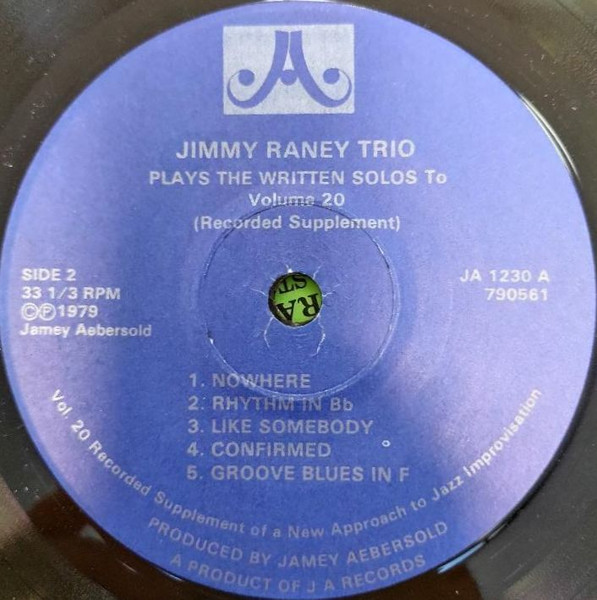 JIMMY RANEY TRIO
PLAYS THE WRITTEN SOLOS To
Volume 20
(Recorded Supplement)
SIDE 2
33 1/3 RPM
©℗1979
Jamey Aebersold
JA 1230 A
790561
RA
ST
1. NOWHERE
2. RHYTHM IN Bb
3. LIKE SOMEBODY
4. CONFIRMED
5. GROOVE BLUES IN F
Vol. 20 Recorded Supplement of a New Approach to Jazz Improvisation
PRODUCED BY JAMEY AEBERSOLD
A PRODUCT OF J A RECORDS